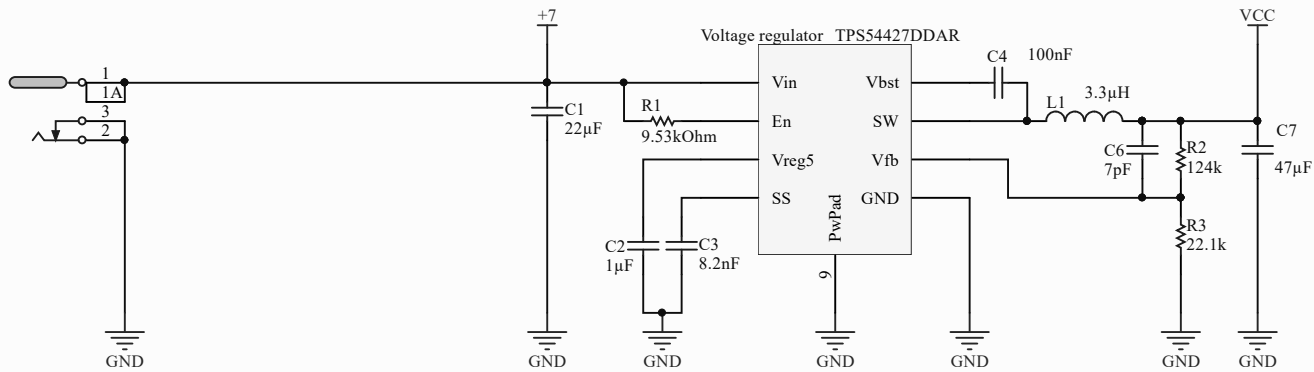 +7
VCC
Voltage regulator TPS54427DDAR
C4
100nF
1
1A
3
2
C1
22µF
R1
9.53kOhm
Vin
En
Vreg5
SS
Vbst
SW
Vfb
GND
PwPad
9
L1
3.3µH
C6
7pF
R2
124k
C7
47µF
R3
22.1k
C2
1µF
C3
8.2nF
GND
GND
GND
GND
GND
GND
GND